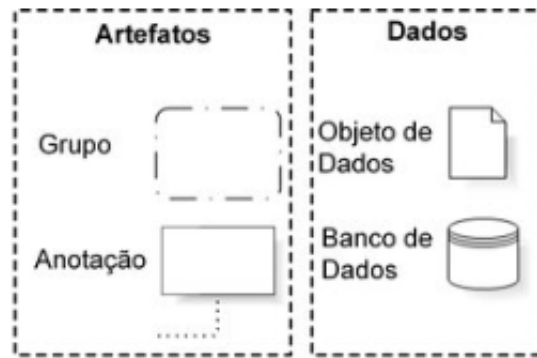 Artefatos
Grupo
Anotação
Dados
Objeto de
Dados
Banco de
Dados